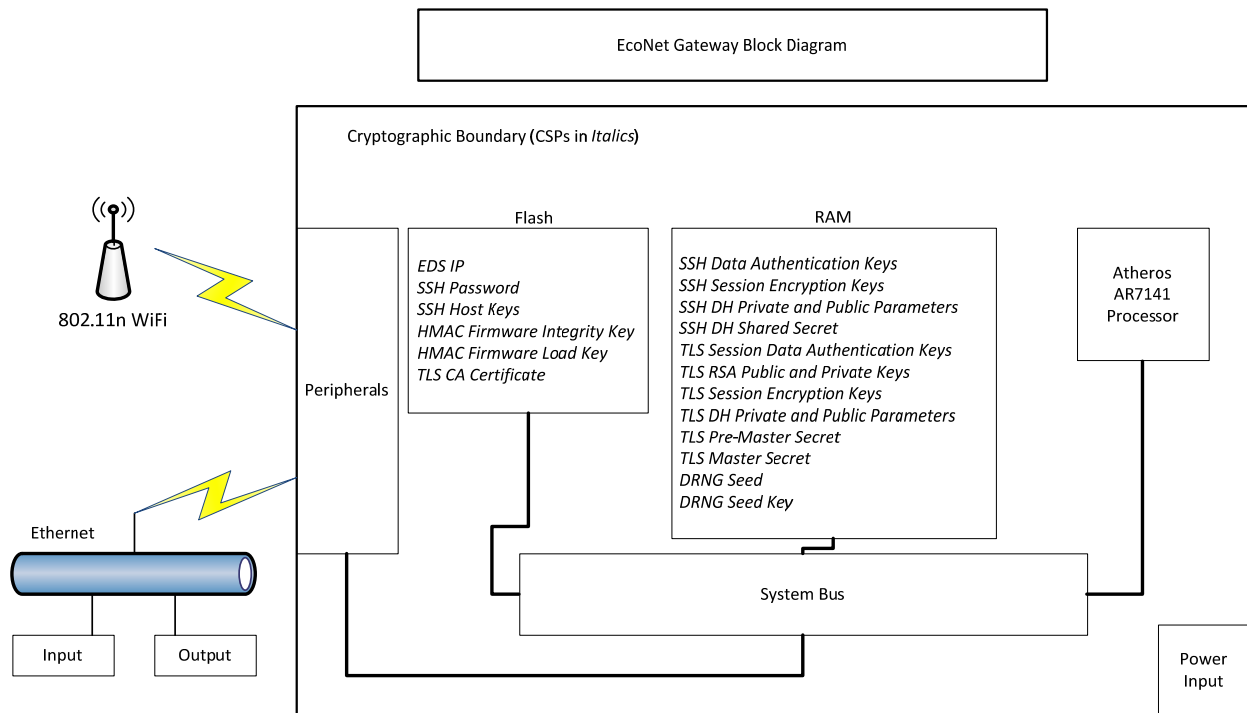 EcoNet Gateway Block Diagram
Cryptographic Boundary (CSPs in Italics)
802.11n WiFi
Peripherals
Flash
EDS IP
SSH Password
SSH Host Keys
HMAC Firmware Integrity Key
HMAC Firmware Load Key
TLS CA Certificate
RAM
SSH Data Authentication Keys
SSH Session Encryption Keys
SSH DH Private and Public Parameters
SSH DH Shared Secret
TLS Session Data Authentication Keys
TLS RSA Public and Private Keys
TLS Session Encryption Keys
TLS DH Private and Public Parameters
TLS Pre-Master Secret
TLS Master Secret
DRNG Seed
DRNG Seed Key
Atheros
AR7141
Processor
Ethernet
Input
Output
System Bus
Power
Input